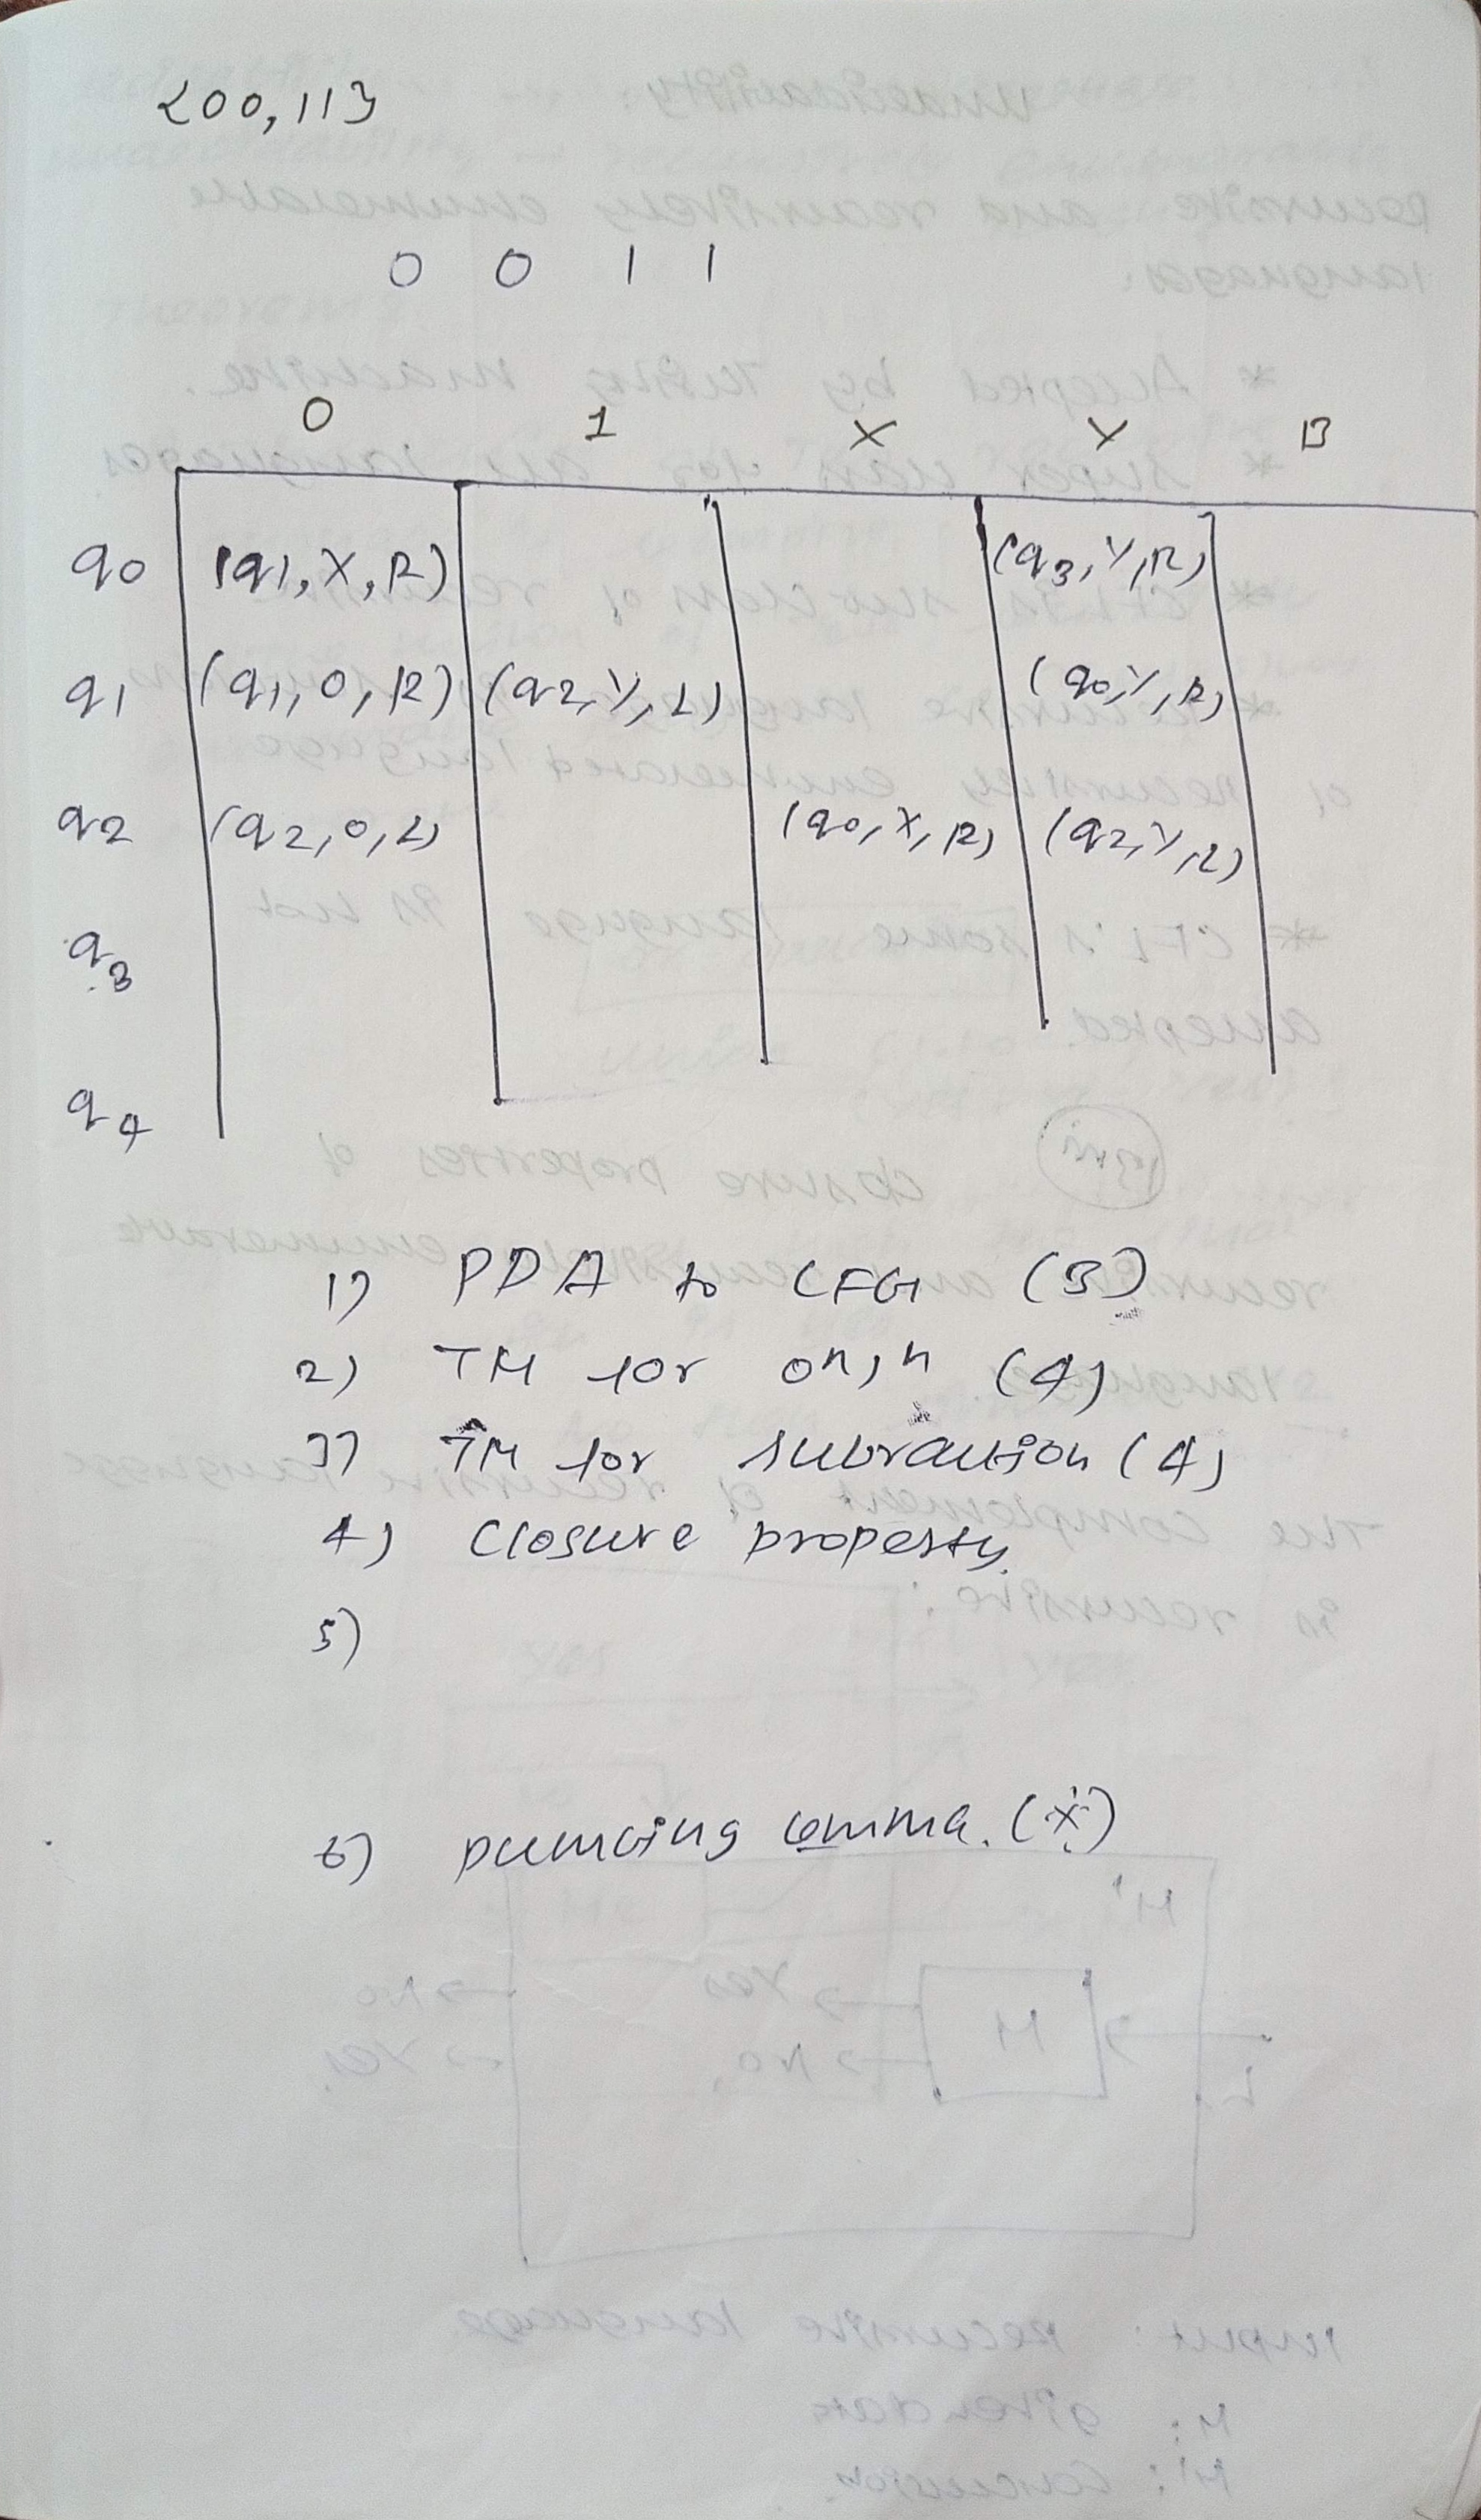 {00,11}
0 0 1 1
0 1 X Y B
q0 (q1,X,R) (q3,Y,R)
q1 (q1,0,R) (q2,Y,L) (q0,Y,R)
q2 (q2,0,L) (q0,X,R) (q2,Y,L)
q3
q4
1) PDA to CFG (3)
2) TM for 0n1n (4)
3) TM for subraction (4)
4) Closure property.
5)
6) pumcing lemma. (*)